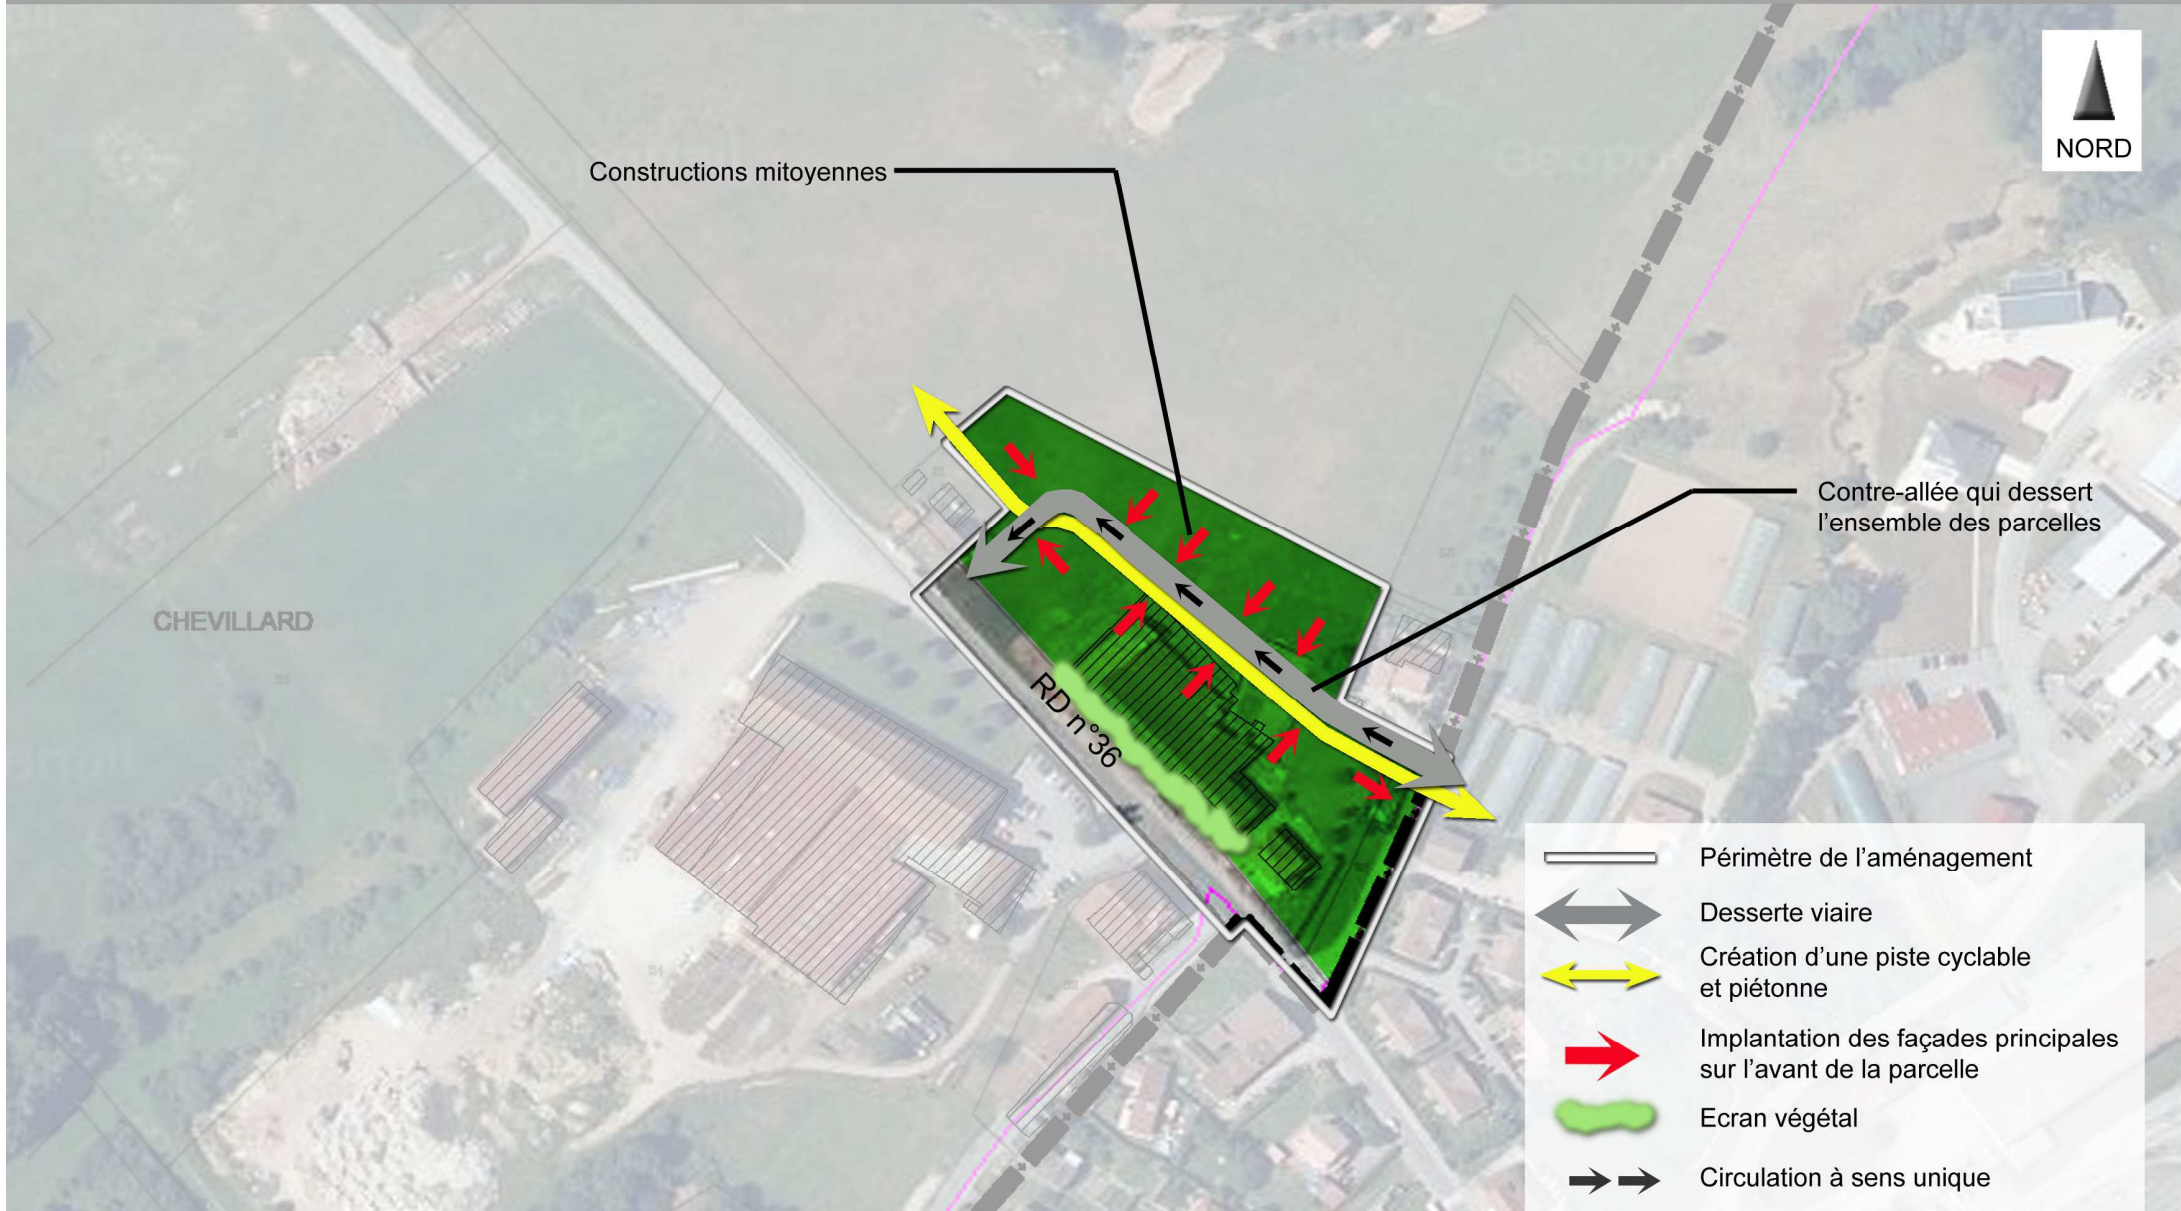 NORD
Constructions mitoyennes
Contre-allée qui dessert
l'ensemble des parcelles
CHEVILLARD
RD n°36
Périmètre de l'aménagement
Desserte viaire
Création d'une piste cyclable
et piétonne
Implantation des façades principales
sur l'avant de la parcelle
Ecran végétal
Circulation à sens unique